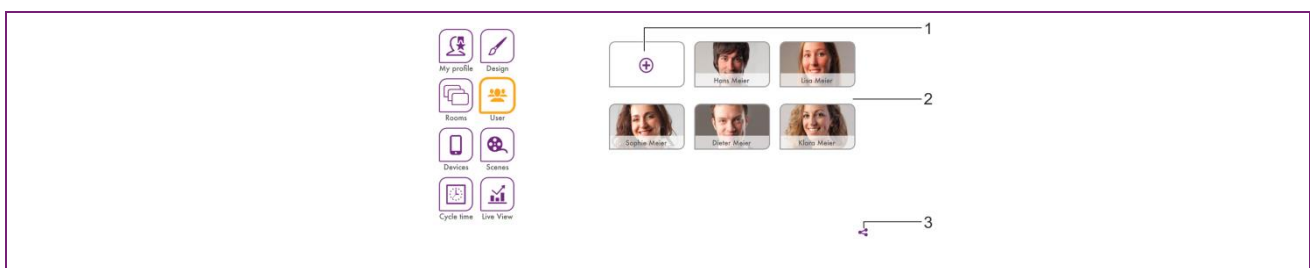 1
My profile Design
Hans Meier Lisa Meier
2
Rooms User
Sophie Meier Dieter Meier Klara Meier
Devices Scenes
Cycle time Live View
3